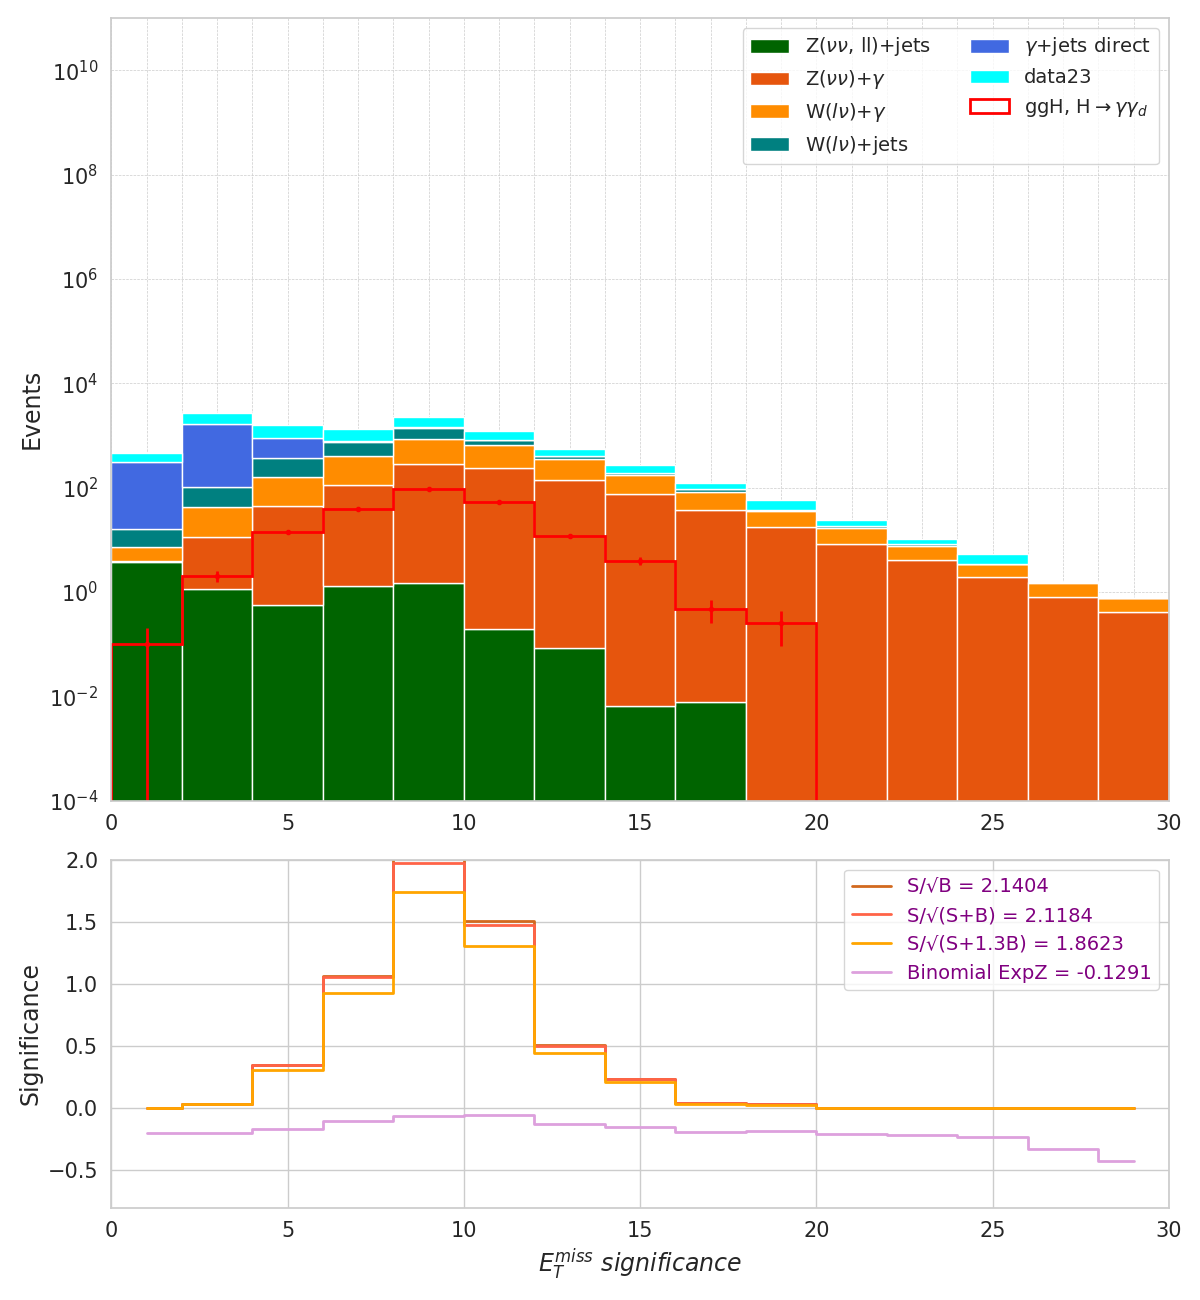 Z(νν, ll)+jets
Z(νν)+γ
W(lν)+γ
W(lν)+jets
γ+jets direct
data23
ggH, H→γγ_d
Events
10^10
10^8
10^6
10^4
10^2
10^0
10^−2
10^−4
0 5 10 15 20 25 30
S/√B = 2.1404
S/√(S+B) = 2.1184
S/√(S+1.3B) = 1.8623
Binomial ExpZ = -0.1291
Significance
2.0
1.5
1.0
0.5
0.0
−0.5
0 5 10 15 20 25 30
E_T^miss significance